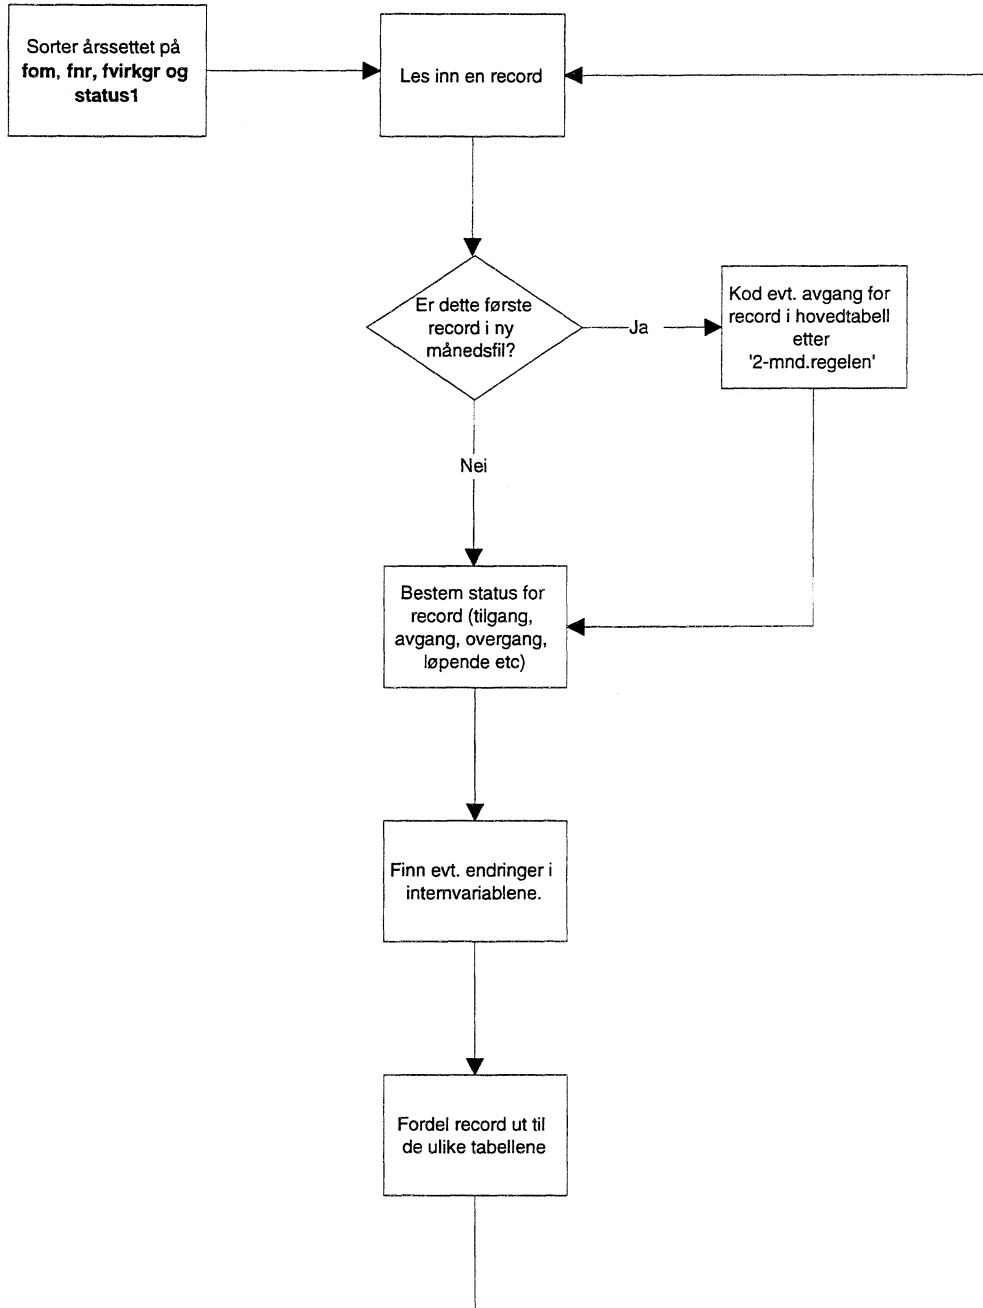 Sorter årssettet på
fom, fnr, fvirkgr og
status1
Les inn en record
Er dette første
record i ny
månedsfil?
Ja
Kod evt. avgang for
record i hovedtabell
etter
'2-mnd.regelen'
Nei
Bestem status for
record (tilgang,
avgang, overgang,
løpende etc)
Finn evt. endringer i
internvariablene.
Fordel record ut til
de ulike tabellene